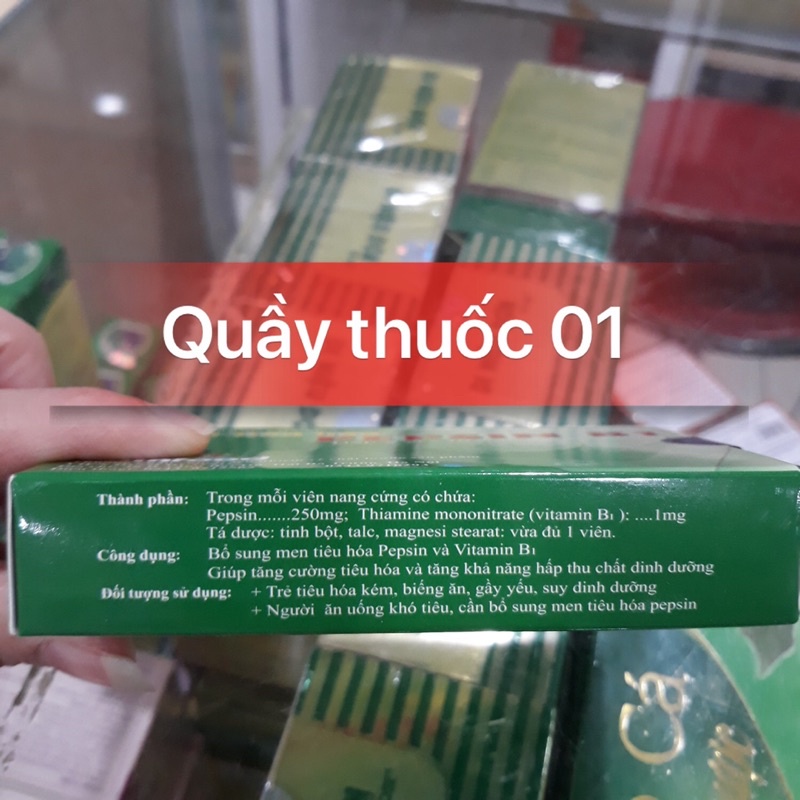 Quầy thuốc 01
Thành phần: Trong mỗi viên nang cứng có chứa:
Pepsin.......250mg; Thiamine mononitrate (vitamin B₁ ): ....1mg
Tá dược: tinh bột, talc, magnesi stearat: vừa đủ 1 viên.
Công dụng: Bổ sung men tiêu hóa Pepsin và Vitamin B₁
Giúp tăng cường tiêu hóa và tăng khả năng hấp thu chất dinh dưỡng
Đối tượng sử dụng: + Trẻ tiêu hóa kém, biếng ăn, gầy yếu, suy dinh dưỡng
+ Người ăn uống khó tiêu, cần bổ sung men tiêu hóa pepsin
Cá